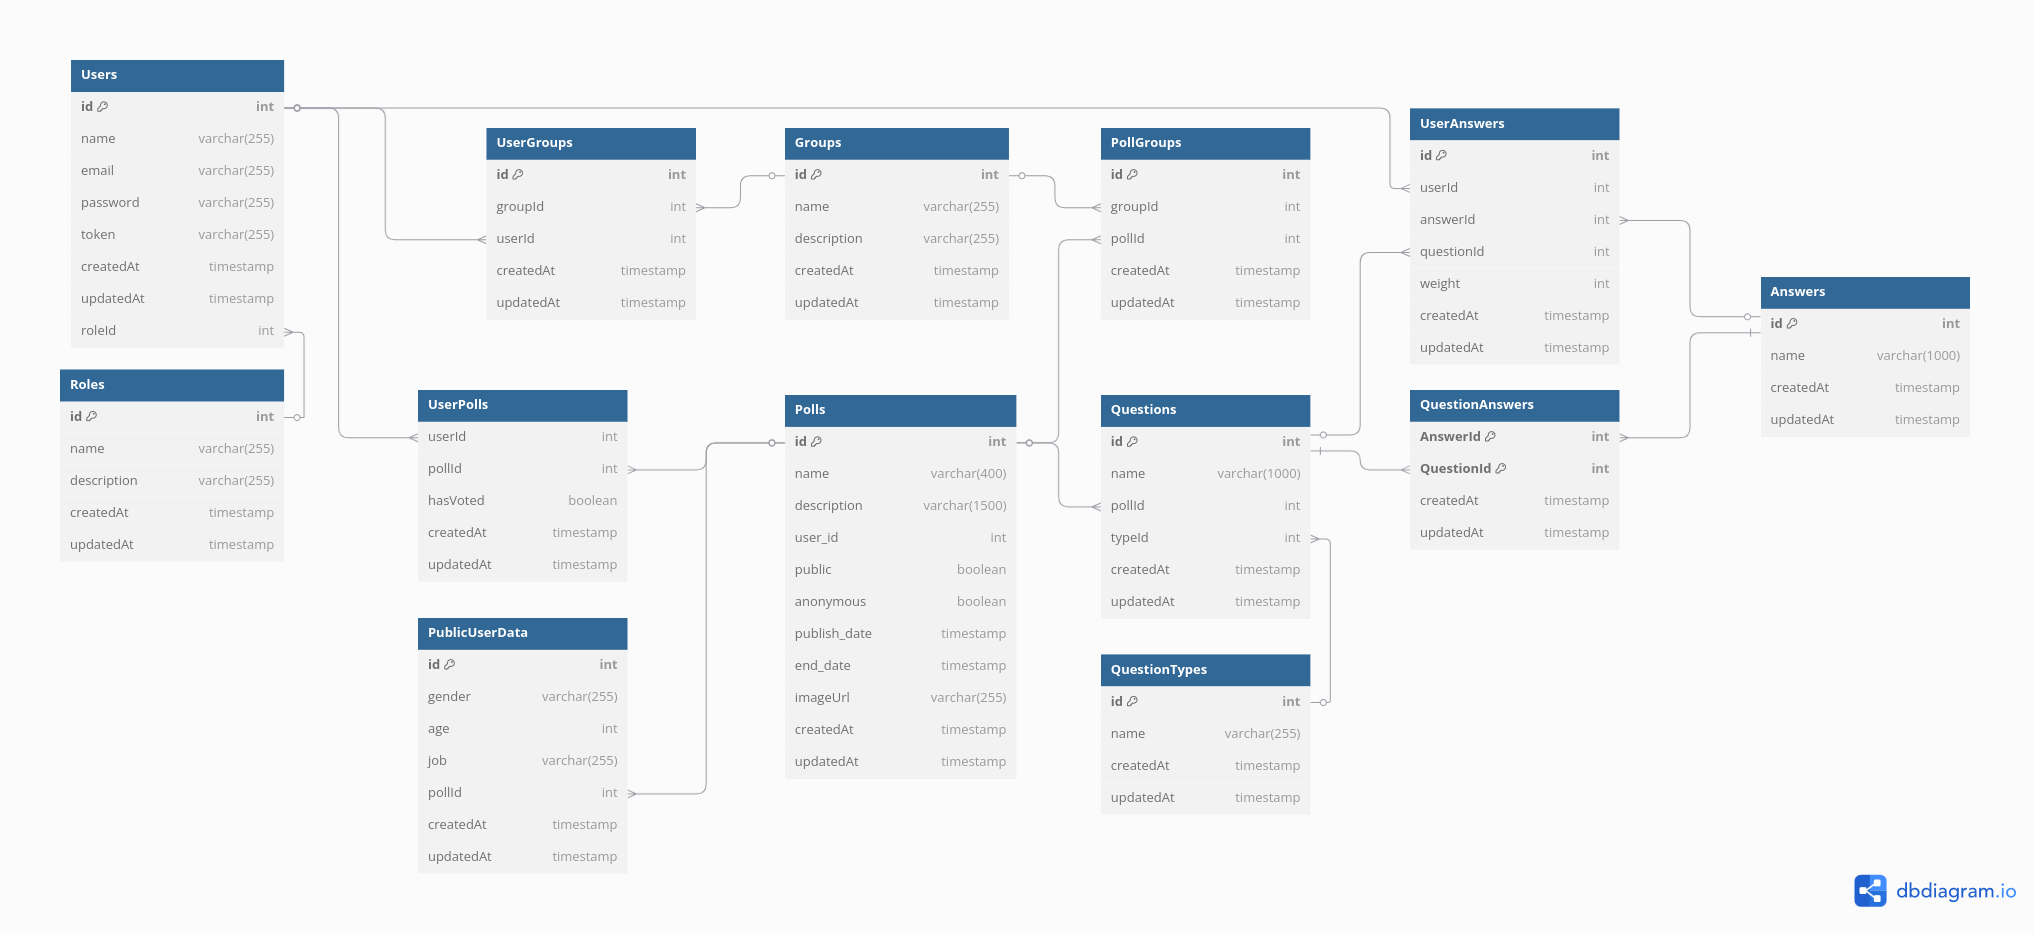 Users
id int
name varchar(255)
email varchar(255)
password varchar(255)
token varchar(255)
createdAt timestamp
updatedAt timestamp
roleId int
Roles
id int
name varchar(255)
description varchar(255)
createdAt timestamp
updatedAt timestamp
UserGroups
id int
groupId int
userId int
createdAt timestamp
updatedAt timestamp
UserPolls
userId int
pollId int
hasVoted boolean
createdAt timestamp
updatedAt timestamp
PublicUserData
id int
gender varchar(255)
age int
job varchar(255)
pollId int
createdAt timestamp
updatedAt timestamp
Groups
id int
name varchar(255)
description varchar(255)
createdAt timestamp
updatedAt timestamp
Polls
id int
name varchar(400)
description varchar(1500)
user_id int
public boolean
anonymous boolean
publish_date timestamp
end_date timestamp
imageUrl varchar(255)
createdAt timestamp
updatedAt timestamp
PollGroups
id int
groupId int
pollId int
createdAt timestamp
updatedAt timestamp
Questions
id int
name varchar(1000)
pollId int
typeId int
createdAt timestamp
updatedAt timestamp
QuestionTypes
id int
name varchar(255)
createdAt timestamp
updatedAt timestamp
UserAnswers
id int
userId int
answerId int
questionId int
weight int
createdAt timestamp
updatedAt timestamp
QuestionAnswers
AnswerId int
QuestionId int
createdAt timestamp
updatedAt timestamp
Answers
id int
name varchar(1000)
createdAt timestamp
updatedAt timestamp
dbdiagram.io